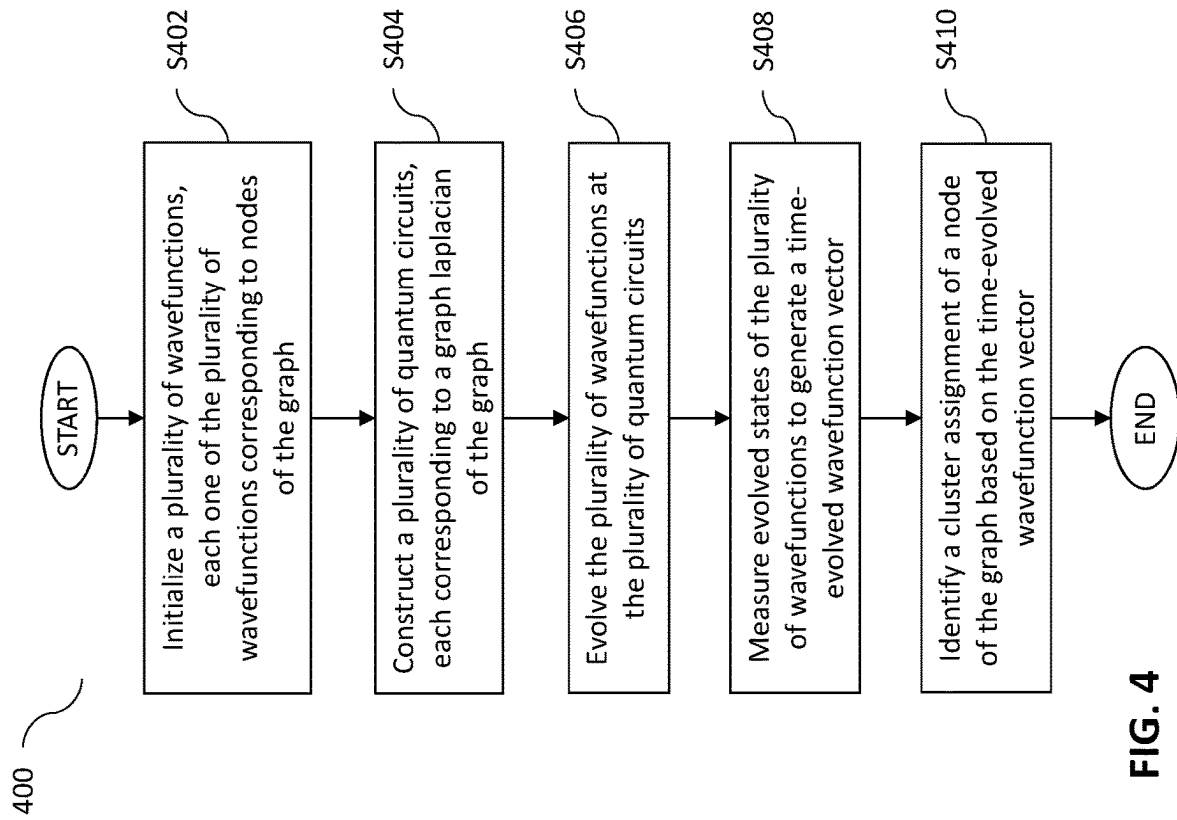 400
START
Initialize a plurality of wavefunctions,
each one of the plurality of
wavefunctions corresponding to nodes
of the graph
S402
Construct a plurality of quantum circuits,
each corresponding to a graph laplacian
of the graph
S404
Evolve the plurality of wavefunctions at
the plurality of quantum circuits
S406
Measure evolved states of the plurality
of wavefunctions to generate a time-
evolved wavefunction vector
S408
Identify a cluster assignment of a node
of the graph based on the time-evolved
wavefunction vector
S410
END
FIG. 4